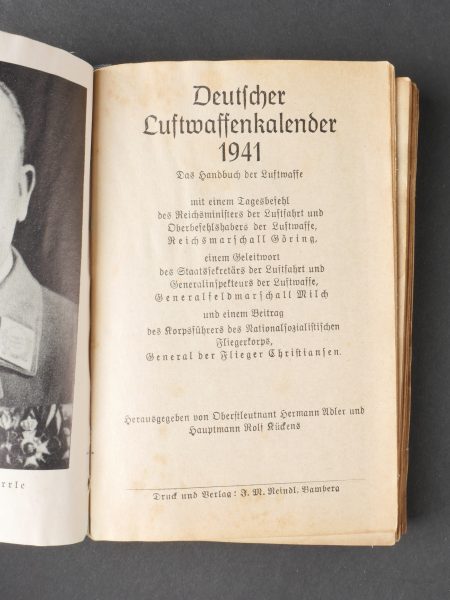 rrle
Deutscher
Luftwaffenkalender
1941
Das Handbuch der Luftwaffe
mit einem Tagesbefehl
des Reichsministers der Luftfahrt und
Oberbefehlshabers der Luftwaffe,
Reichsmarschall Göring,
einem Geleitwort
des Staatssekretärs der Luftfahrt und
Generalinspekteurs der Luftwaffe,
Generalfeldmarschall Milch
und einem Beitrag
des Korpsführers des Nationalsozialistischen
Fliegerkorps,
General der Flieger Christiansen.
Herausgegeben von Oberstleutnant Hermann Adler und
Hauptmann Rolf Kückens
Druck und Verlag: J. M. Reindl, Bamberg